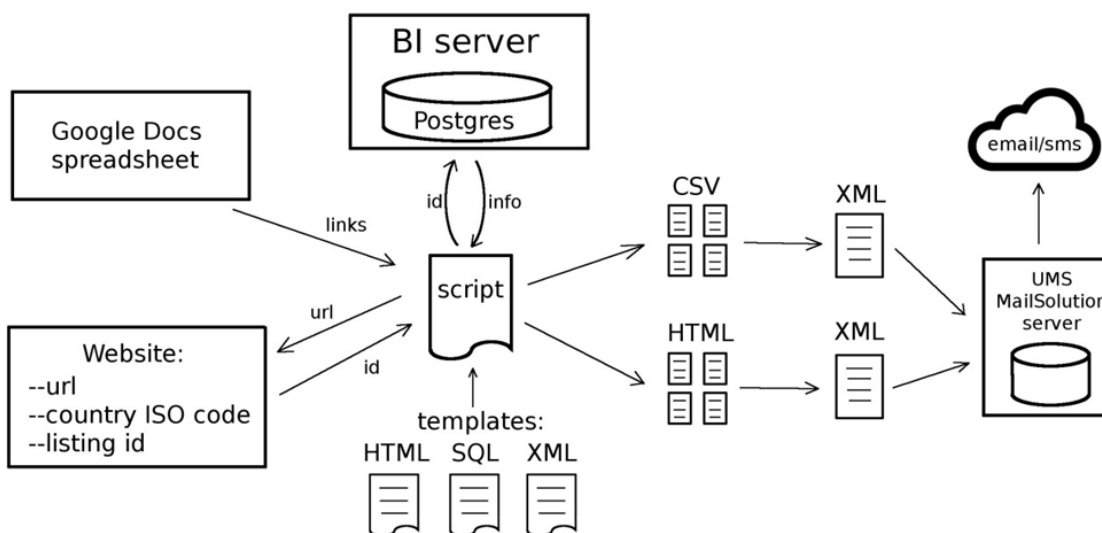 BI server
Postgres
Google Docs
spreadsheet
links
id
info
script
url
id
Website:
--url
--country ISO code
--listing id
templates:
HTML
SQL
XML
CSV
XML
HTML
XML
email/sms
UMS
MailSolution
server